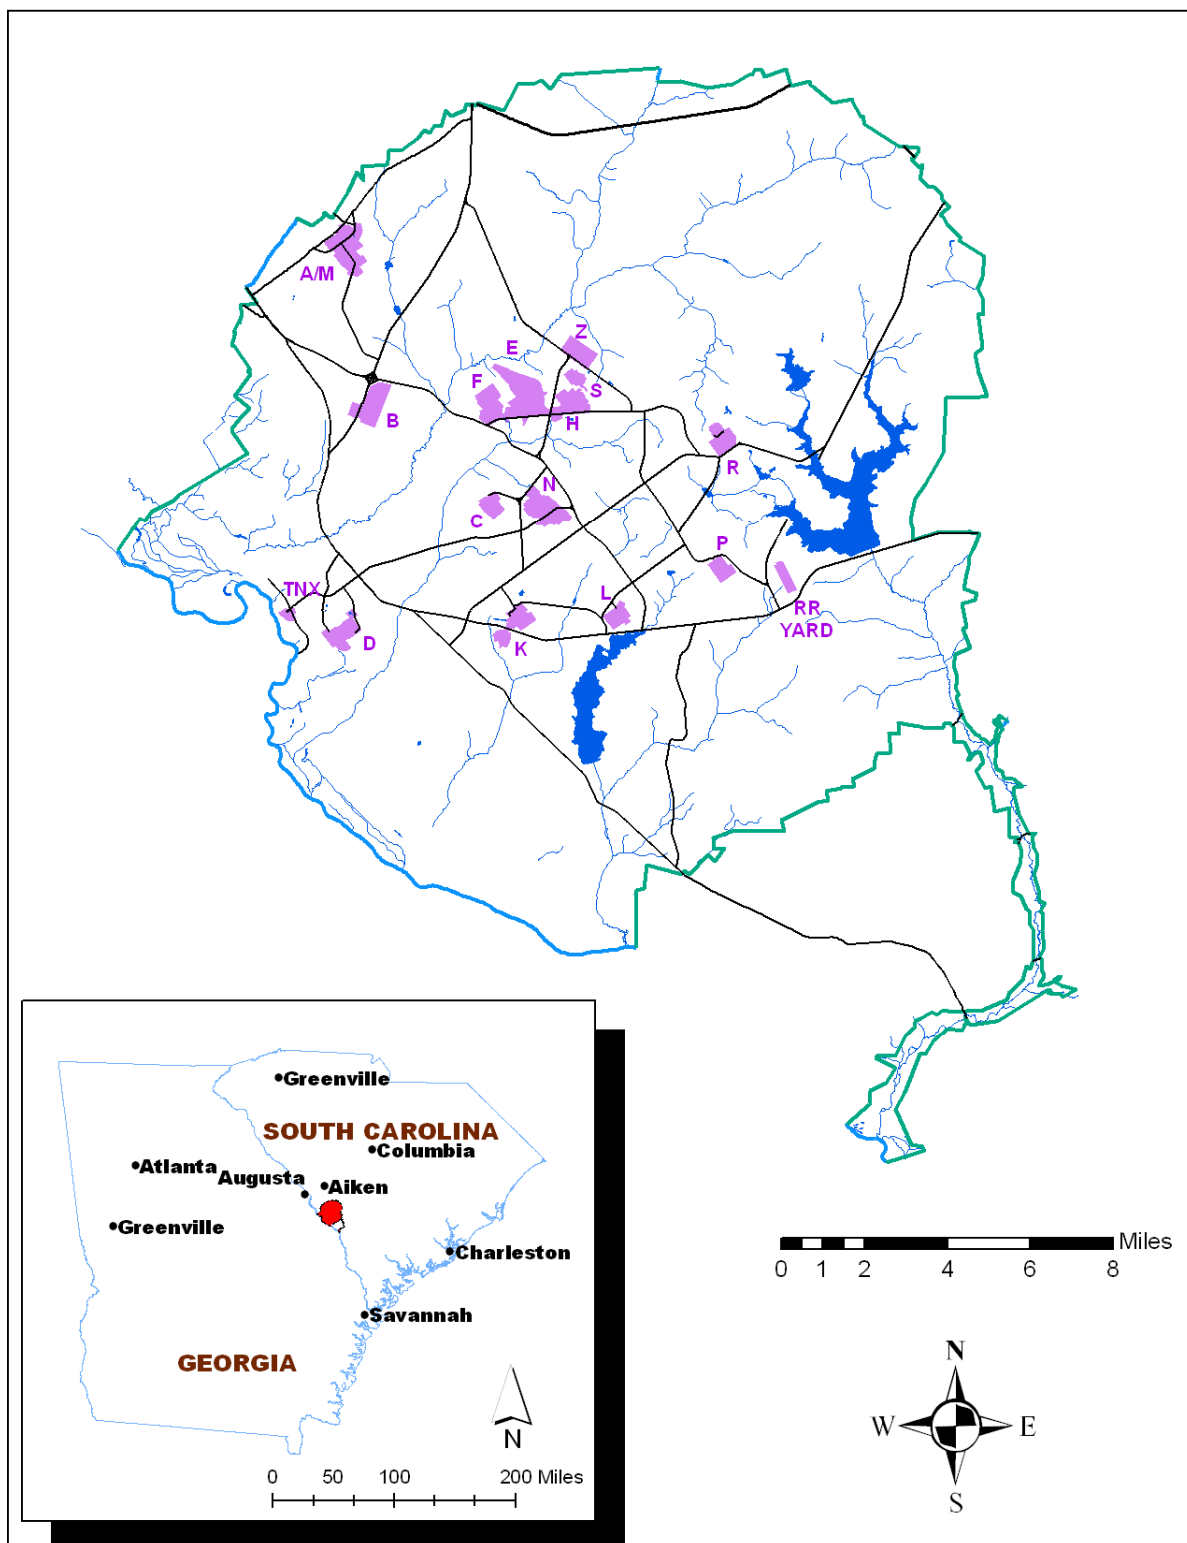 A/M
Z
E
F
S
B
H
R
N
C
P
TNX
L
RR
YARD
D
K
Greenville
SOUTH CAROLINA
Columbia
Atlanta
Augusta
Aiken
Greenville
Charleston
Savannah
GEORGIA
N
0 50 100 200 Miles
Miles
0 1 2 4 6 8
N
W E
S